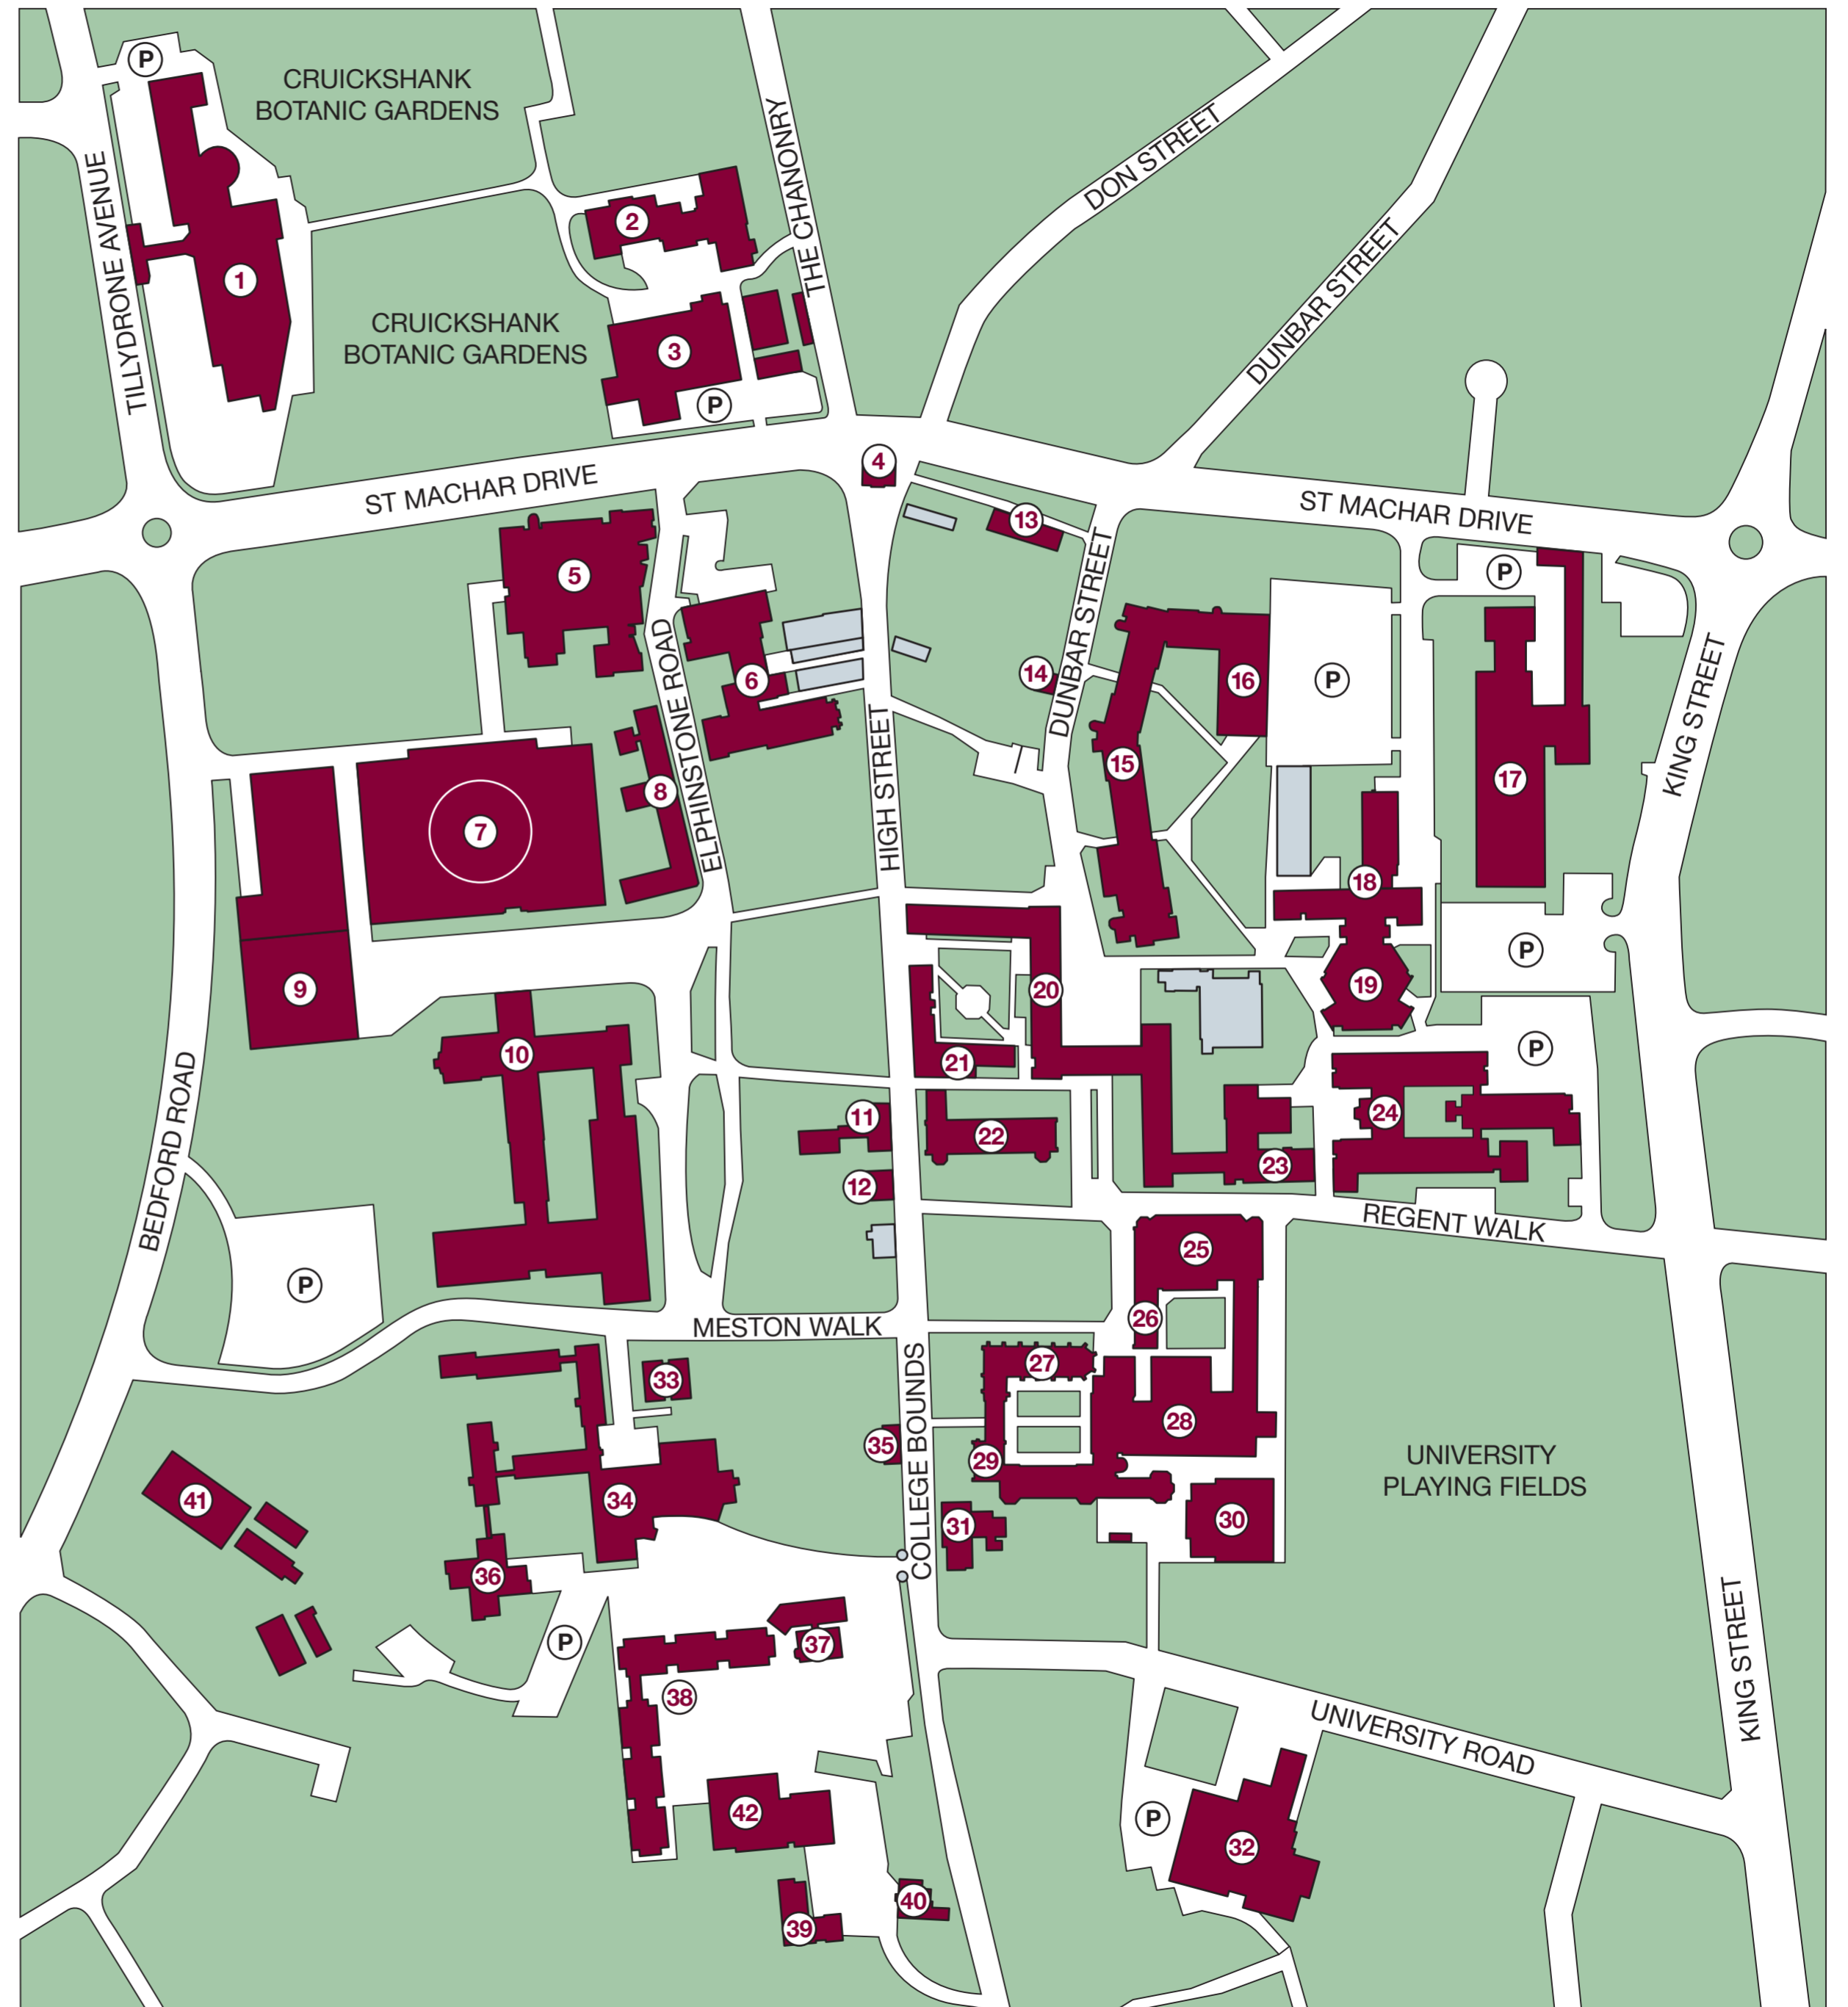 P
CRUICKSHANK
BOTANIC GARDENS
THE CHANONRY
DON STREET
TILLYDRONE AVENUE
2
1
DUNBAR STREET
CRUICKSHANK
BOTANIC GARDENS
3
P
4
ST MACHAR DRIVE
ST MACHAR DRIVE
13
5
P
DUNBAR STREET
ELPHINSTONE ROAD
6
14
16
P
KING STREET
15
17
HIGH STREET
8
7
18
P
9
20
19
10
21
P
11
22
24
12
23
BEDFORD ROAD
REGENT WALK
25
P
26
MESTON WALK
27
33
28
COLLEGE BOUNDS
35
29
UNIVERSITY
PLAYING FIELDS
41
34
30
31
36
P
37
38
KING STREET
UNIVERSITY ROAD
42
P
32
40
39